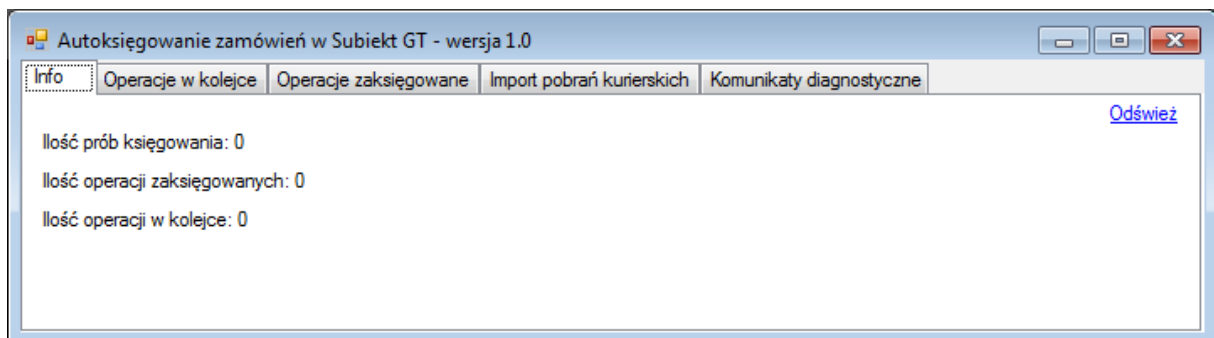 Autoksięgowanie zamówień w Subiekt GT - wersja 1.0
Info Operacje w kolejce Operacje zaksięgowane Import pobrań kurierskich Komunikaty diagnostyczne
Odśwież
Ilość prób księgowania: 0
Ilość operacji zaksięgowanych: 0
Ilość operacji w kolejce: 0